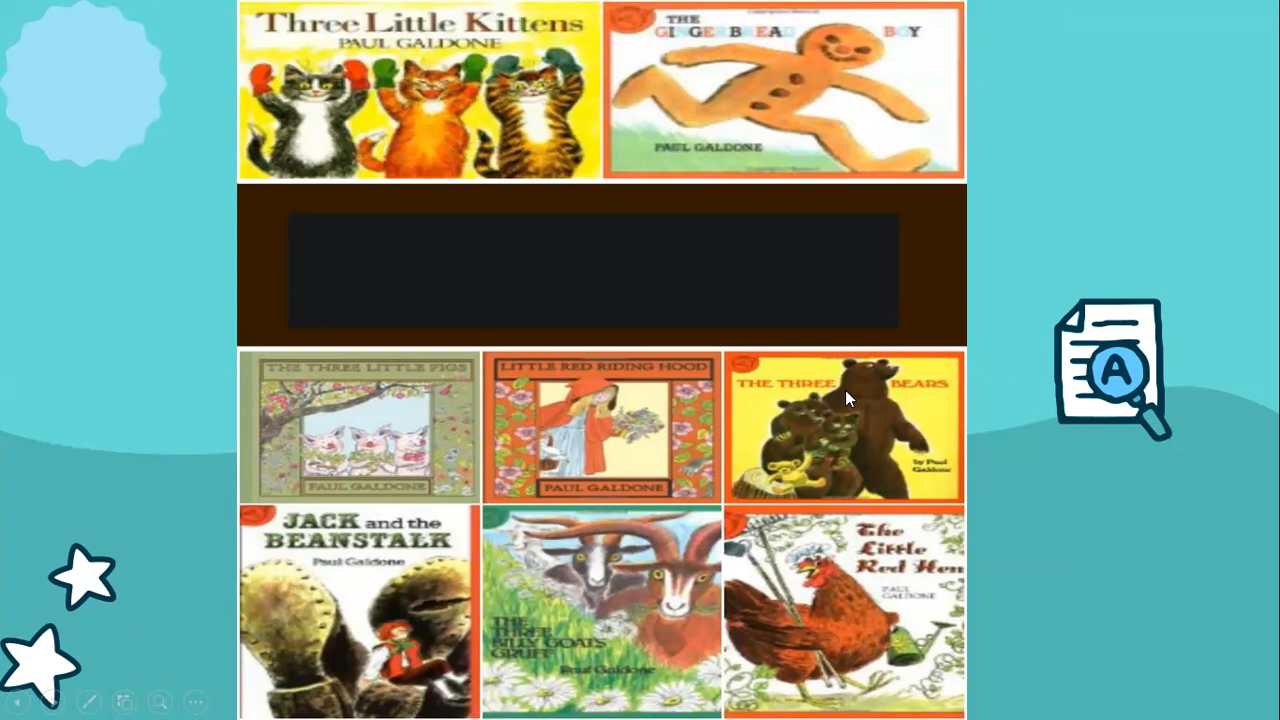 Three Little Kittens
PAUL GALDONE
THE
GINGERBREAD BOY
PAUL GALDONE
THE THREE LITTLE PIGS
PAUL GALDONE
LITTLE RED RIDING HOOD
PAUL GALDONE
THE THREE BEARS
by Paul
Galdone
JACK and the
BEANSTALK
Paul Galdone
THE
THREE
BILLY GOATS
GRUFF
Paul Galdone
The
Little
Red Hen
PAUL
GALDONE
A